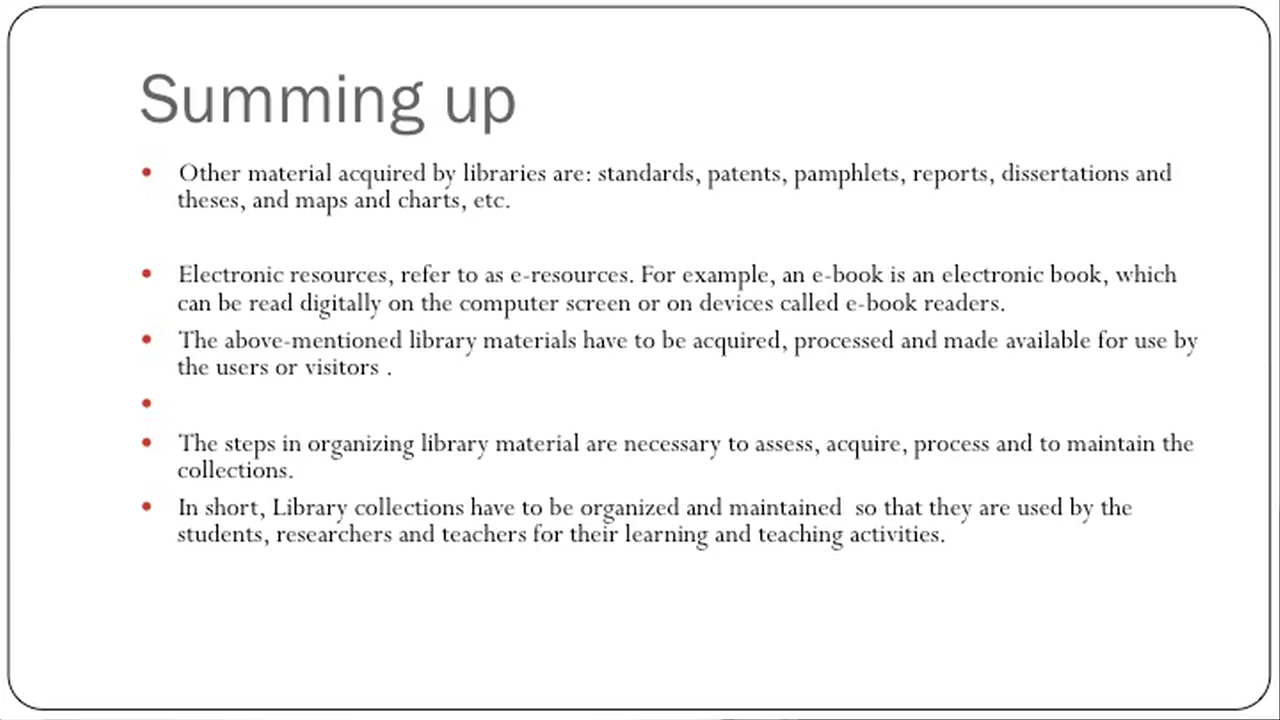 Summing up
• Other material acquired by libraries are: standards, patents, pamphlets, reports, dissertations and
theses, and maps and charts, etc.
• Electronic resources, refer to as e-resources. For example, an e-book is an electronic book, which
can be read digitally on the computer screen or on devices called e-book readers.
• The above-mentioned library materials have to be acquired, processed and made available for use by
the users or visitors .
•
• The steps in organizing library material are necessary to assess, acquire, process and to maintain the
collections.
• In short, Library collections have to be organized and maintained  so that they are used by the
students, researchers and teachers for their learning and teaching activities.